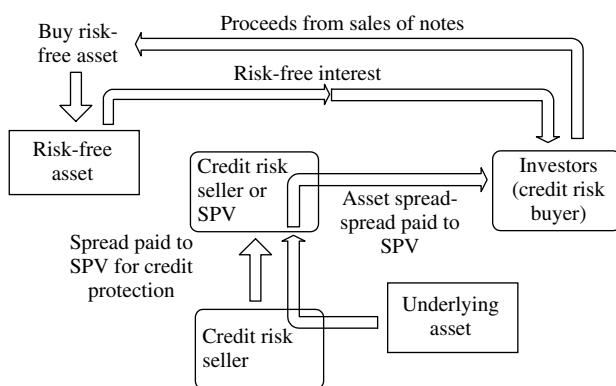 Proceeds from sales of notes
Buy risk-
free asset
Risk-free interest
Risk-free
asset
Credit risk
seller or
SPV
Investors
(credit risk
buyer)
Asset spread-
spread paid to
SPV
Spread paid to
SPV for credit
protection
Underlying
asset
Credit risk
seller